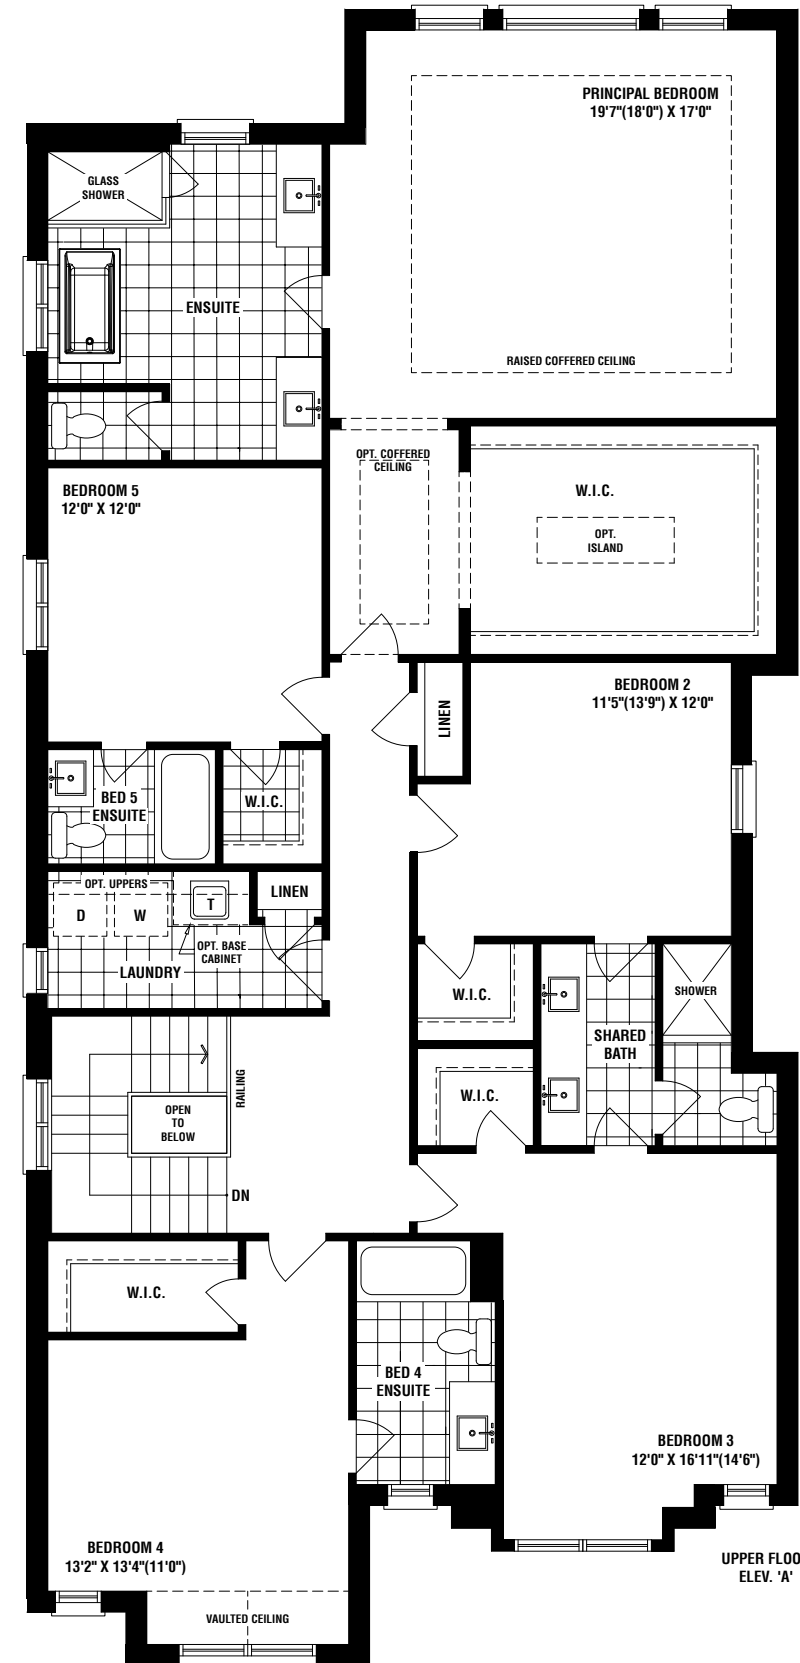 PRINCIPAL BEDROOM
19'7"(18'0") X 17'0"
GLASS
SHOWER
ENSUITE
RAISED COFFERED CEILING
OPT. COFFERED
CEILING
W.I.C.
OPT.
ISLAND
BEDROOM 5
12'0" X 12'0"
BEDROOM 2
11'5"(13'9") X 12'0"
LINEN
BED 5
ENSUITE
W.I.C.
OPT. UPPERS
D
W
T
LINEN
OPT. BASE
CABINET
LAUNDRY
W.I.C.
SHOWER
SHARED
BATH
W.I.C.
RAILING
OPEN
TO
BELOW
DN
W.I.C.
BED 4
ENSUITE
BEDROOM 3
12'0" X 16'11"(14'6")
BEDROOM 4
13'2" X 13'4"(11'0")
VAULTED CEILING
UPPER FLOO
ELEV. 'A'